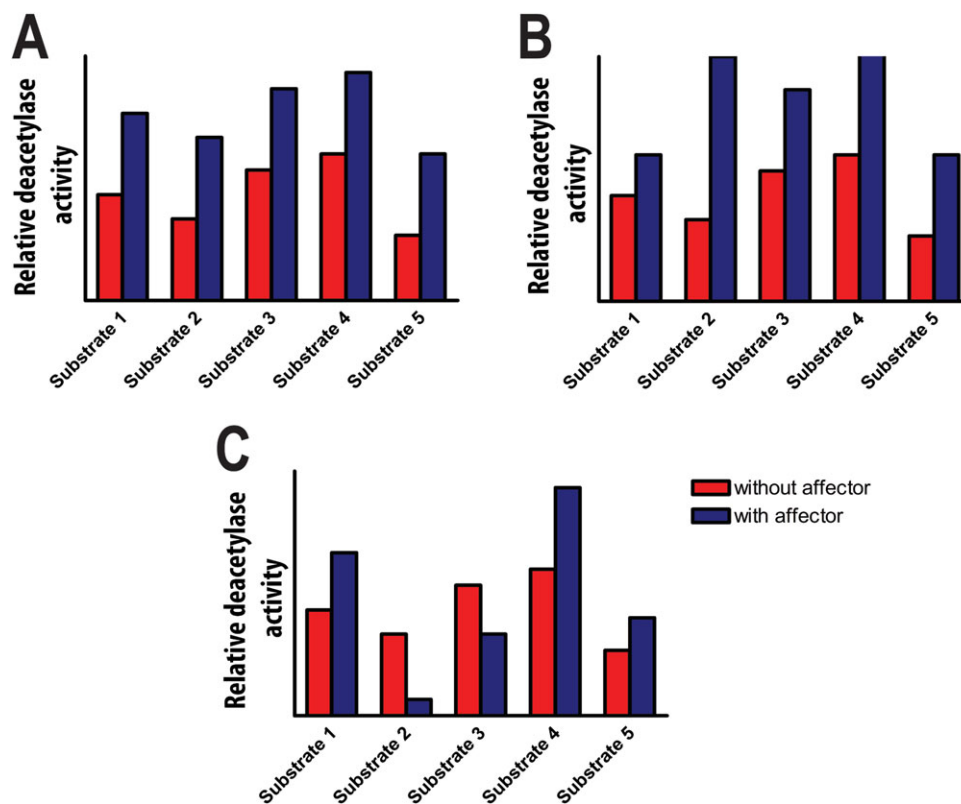 A
Relative deacetylase
activity
Substrate 1
Substrate 2
Substrate 3
Substrate 4
Substrate 5
B
Relative deacetylase
activity
Substrate 1
Substrate 2
Substrate 3
Substrate 4
Substrate 5
C
Relative deacetylase
activity
Substrate 1
Substrate 2
Substrate 3
Substrate 4
Substrate 5
without affector
with affector